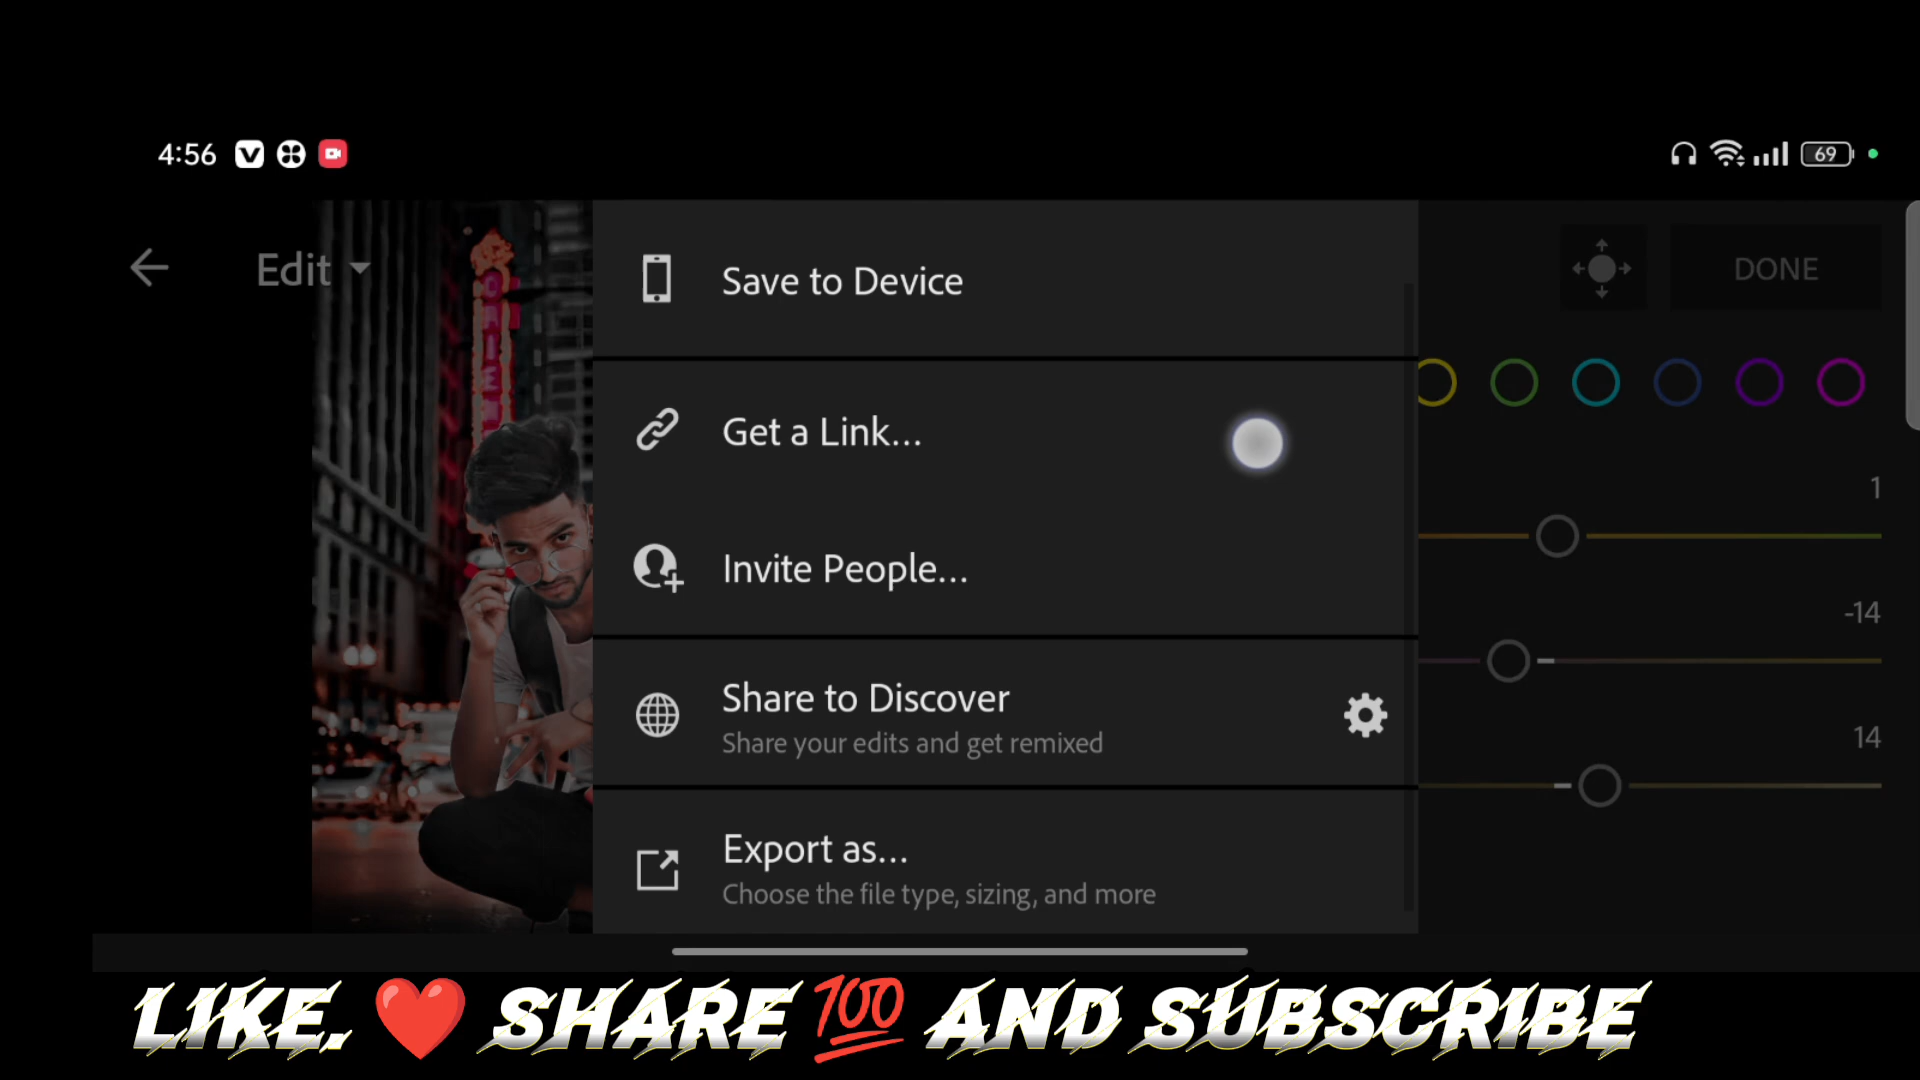 4:56
69
Edit
Save to Device
DONE
Get a Link...
1
Invite People...
-14
Share to Discover
Share your edits and get remixed
14
Export as...
Choose the file type, sizing, and more
LIKE. ❤️ SHARE 💯 AND SUBSCRIBE